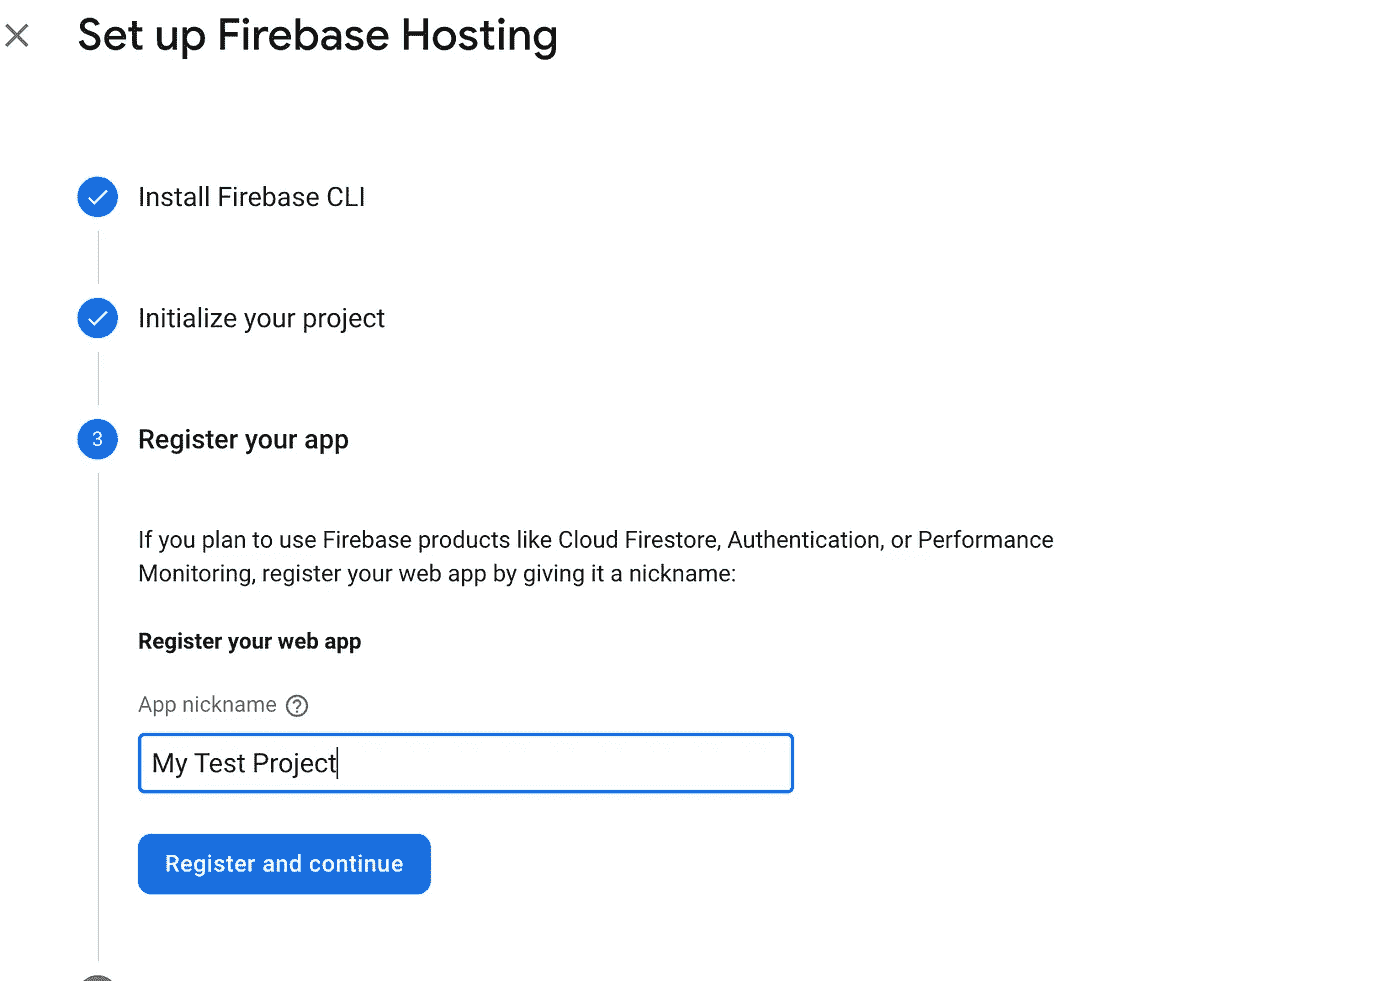 Set up Firebase Hosting
Install Firebase CLI
Initialize your project
3 Register your app
If you plan to use Firebase products like Cloud Firestore, Authentication, or Performance
Monitoring, register your web app by giving it a nickname:
Register your web app
App nickname ?
My Test Project
Register and continue